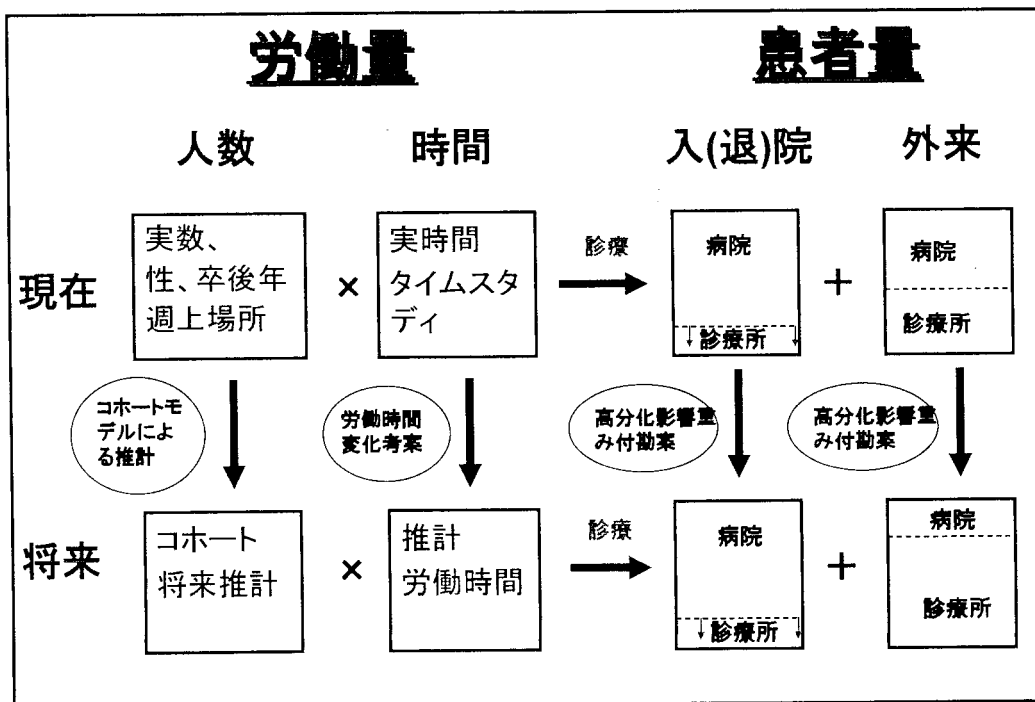 労働量 患者量
人数 時間 入(退)院 外来
現在
実数、
性、卒後年
週上場所
×
実時間
タイムスタ
ディ
診療
病院
↓診療所↓
+
病院
診療所
コホートモ
デルによ
る推計
労働時間
変化考案
高分化影響重
み付勘案
高分化影響重
み付勘案
将来
コホート
将来推計
×
推計
労働時間
診療
病院
↓診療所↓
+
病院
診療所